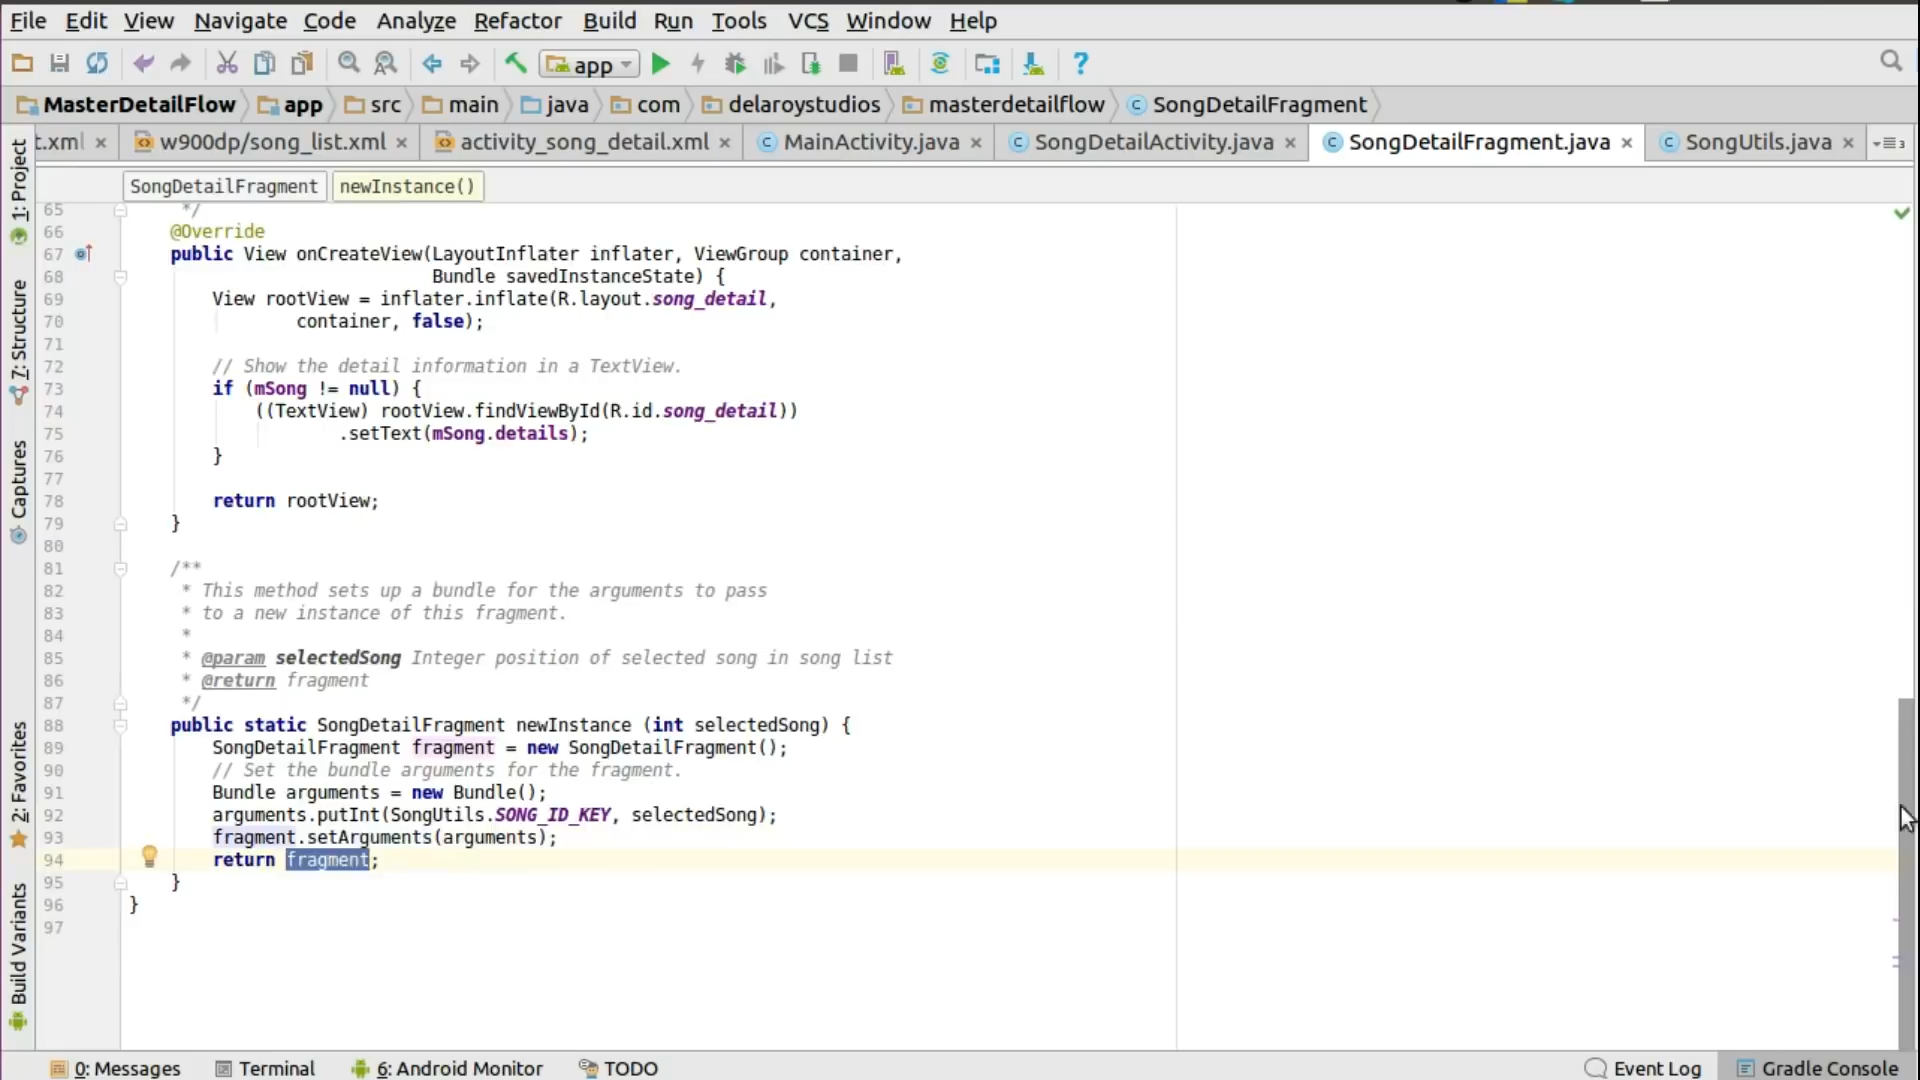 File Edit View Navigate Code Analyze Refactor Build Run Tools VCS Window Help
app
MasterDetailFlow app src main java com delaroystudios masterdetailflow SongDetailFragment
t.xml w900dp/song_list.xml activity_song_detail.xml MainActivity.java SongDetailActivity.java SongDetailFragment.java SongUtils.java
SongDetailFragment newInstance()
1: Project
7: Structure
Captures
2: Favorites
Build Variants
65 */
66 @Override
67 public View onCreateView(LayoutInflater inflater, ViewGroup container,
68 Bundle savedInstanceState) {
69 View rootView = inflater.inflate(R.layout.song_detail,
70 container, false);
71
72 // Show the detail information in a TextView.
73 if (mSong != null) {
74 ((TextView) rootView.findViewById(R.id.song_detail))
75 .setText(mSong.details);
76 }
77
78 return rootView;
79 }
80
81 /**
82 * This method sets up a bundle for the arguments to pass
83 * to a new instance of this fragment.
84 *
85 * @param selectedSong Integer position of selected song in song list
86 * @return fragment
87 */
88 public static SongDetailFragment newInstance (int selectedSong) {
89 SongDetailFragment fragment = new SongDetailFragment();
90 // Set the bundle arguments for the fragment.
91 Bundle arguments = new Bundle();
92 arguments.putInt(SongUtils.SONG_ID_KEY, selectedSong);
93 fragment.setArguments(arguments);
94 return fragment;
95 }
96 }
97
0: Messages Terminal 6: Android Monitor TODO Event Log Gradle Console